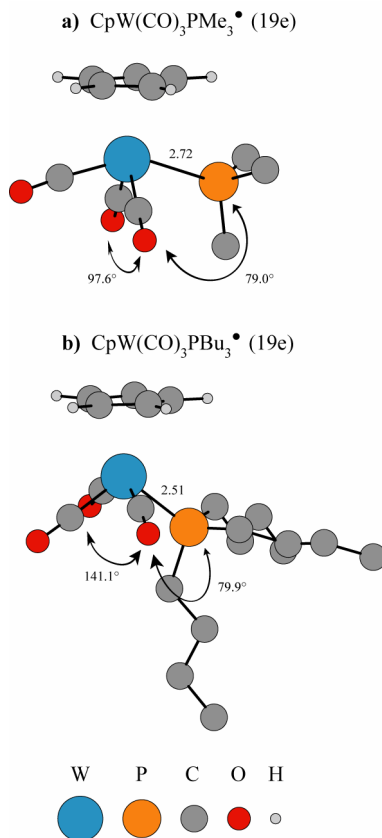 a) CpW(CO)₃PMe₃• (19e)
2.72
97.6°
79.0°
b) CpW(CO)₃PBu₃• (19e)
2.51
141.1°
79.9°
W P C O H